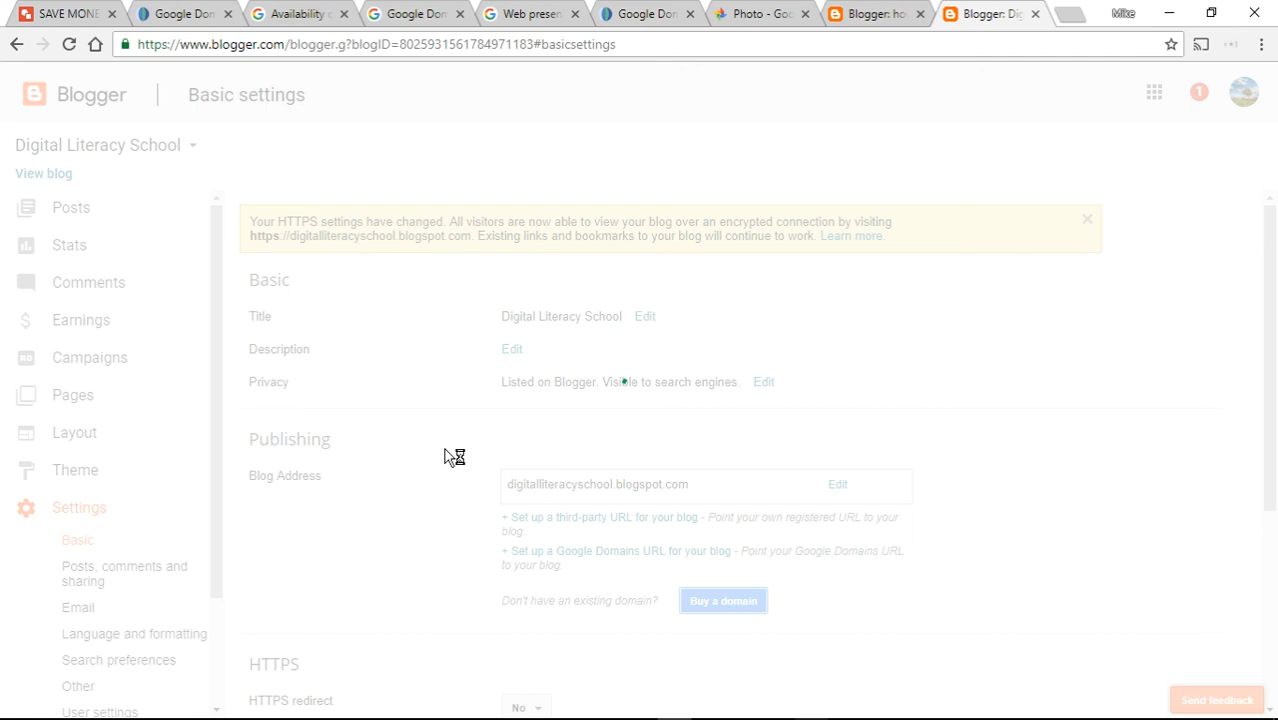 SAVE MONE
Google Don
Availability o
Google Dom
Web presen
Google Don
Photo - Goo
Blogger: ho
Blogger: Dig
Mike
https://www.blogger.com/blogger.g?blogID=8025931561784971183#basicsettings
Blogger
Basic settings
1
Digital Literacy School
View blog
Posts
Stats
Comments
Earnings
Campaigns
Pages
Layout
Theme
Settings
Basic
Posts, comments and
sharing
Email
Language and formatting
Search preferences
Other
User settings
Your HTTPS settings have changed. All visitors are now able to view your blog over an encrypted connection by visiting
https://digitalliteracyschool.blogspot.com. Existing links and bookmarks to your blog will continue to work. Learn more.
Basic
Title
Digital Literacy School Edit
Description
Edit
Privacy
Listed on Blogger. Visible to search engines. Edit
Publishing
Blog Address
digitalliteracyschool.blogspot.com Edit
+ Set up a third-party URL for your blog - Point your own registered URL to your
blog.
+ Set up a Google Domains URL for your blog - Point your Google Domains URL
to your blog.
Don't have an existing domain? Buy a domain
HTTPS
HTTPS redirect
No
Send feedback